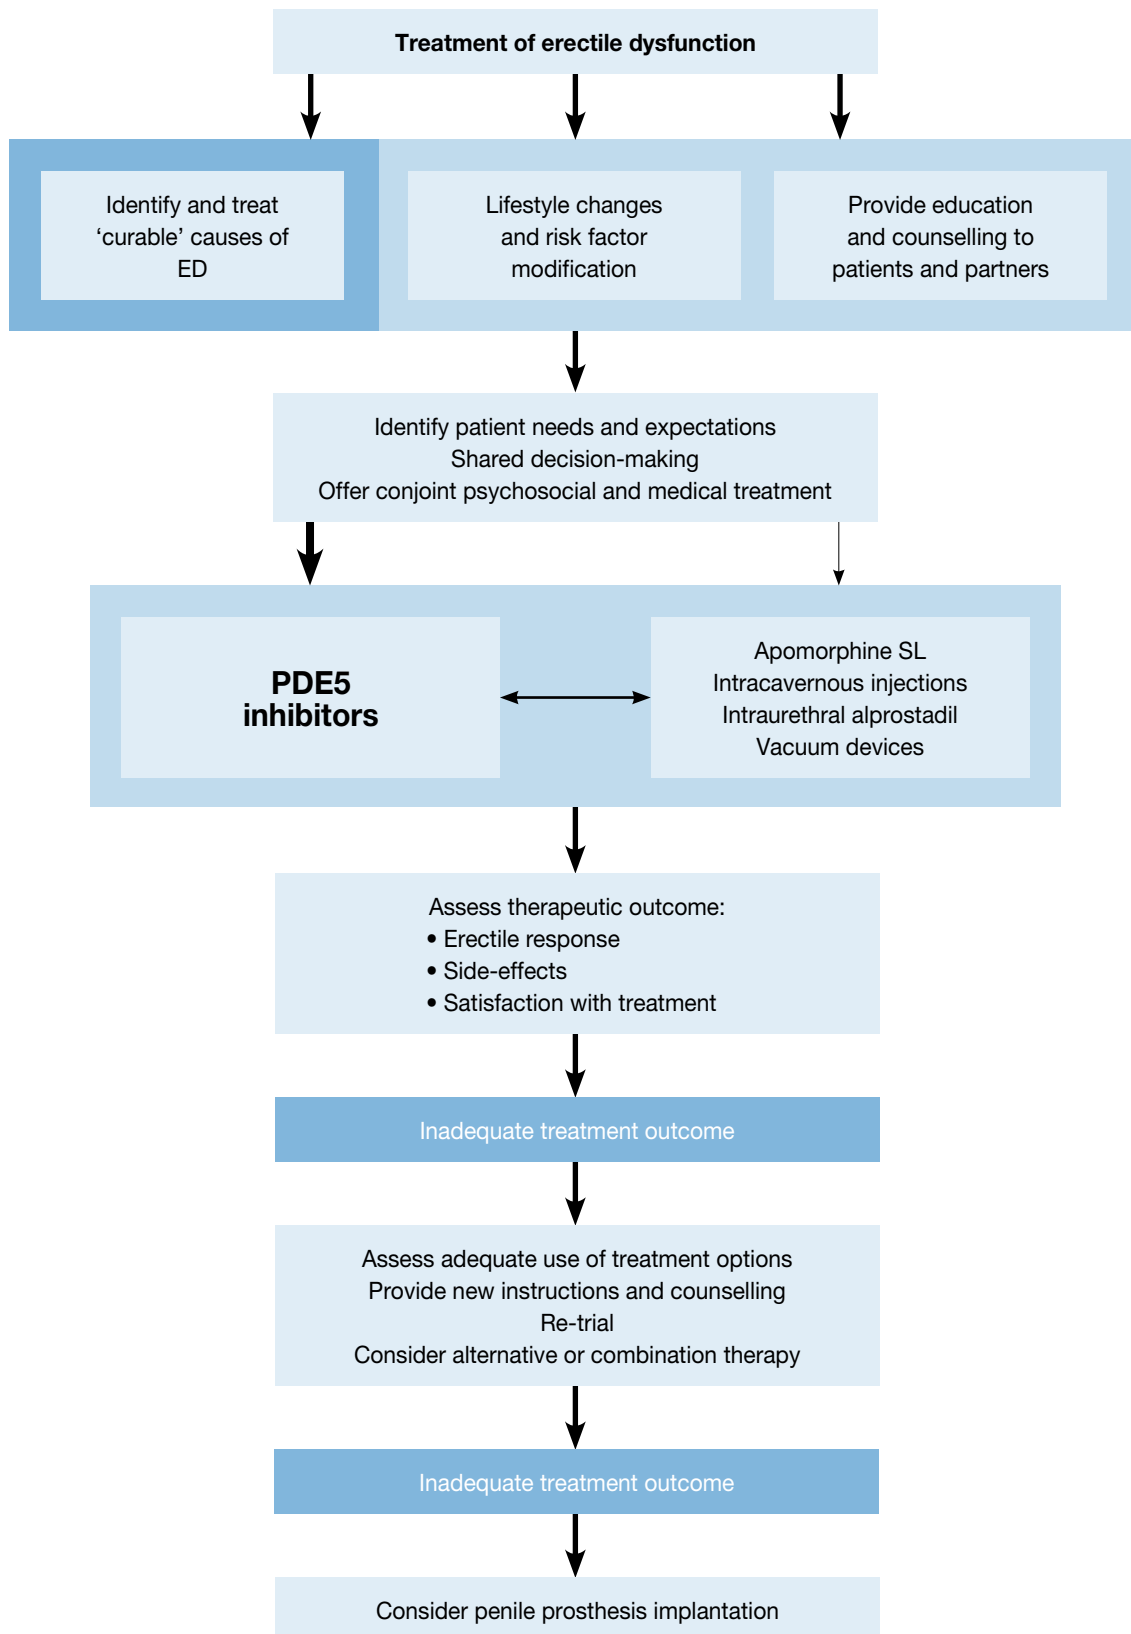 Treatment of erectile dysfunction
Identify and treat
‘curable’ causes of
ED
Lifestyle changes
and risk factor
modification
Provide education
and counselling to
patients and partners
Identify patient needs and expectations
Shared decision-making
Offer conjoint psychosocial and medical treatment
PDE5
inhibitors
Apomorphine SL
Intracavernous injections
Intraurethral alprostadil
Vacuum devices
Assess therapeutic outcome:
• Erectile response
• Side-effects
• Satisfaction with treatment
Inadequate treatment outcome
Assess adequate use of treatment options
Provide new instructions and counselling
Re-trial
Consider alternative or combination therapy
Inadequate treatment outcome
Consider penile prosthesis implantation